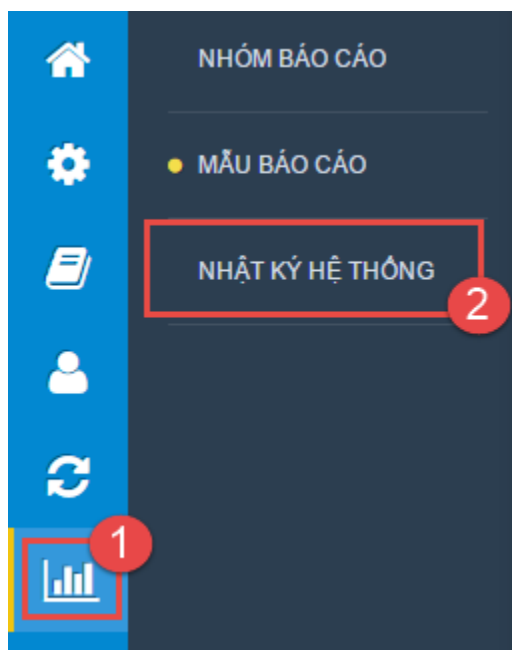 NHÓM BÁO CÁO
MẪU BÁO CÁO
NHẬT KÝ HỆ THỐNG
2
1